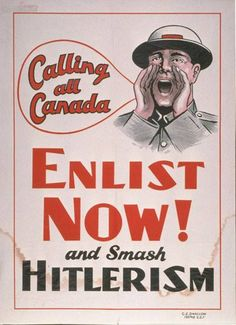 Calling
all
Canada
ENLIST
NOW!
and Smash
HITLERISM